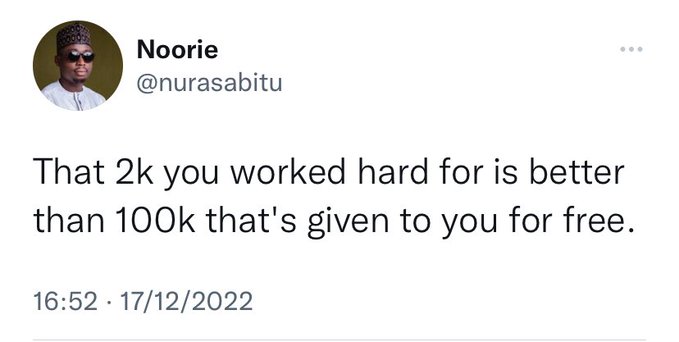 Noorie
@nurasabitu
That 2k you worked hard for is better
than 100k that's given to you for free.
16:52 · 17/12/2022